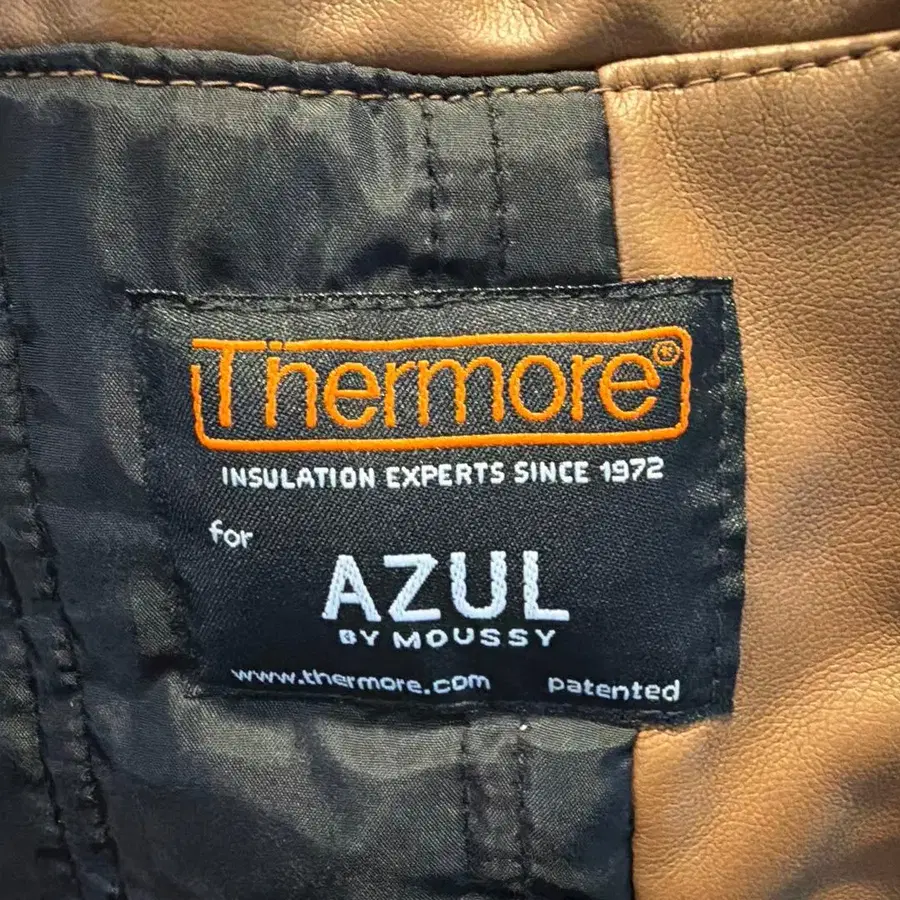 Thermore®
INSULATION EXPERTS SINCE 1972
for
AZUL
BY MOUSSY
www.thermore.com patented